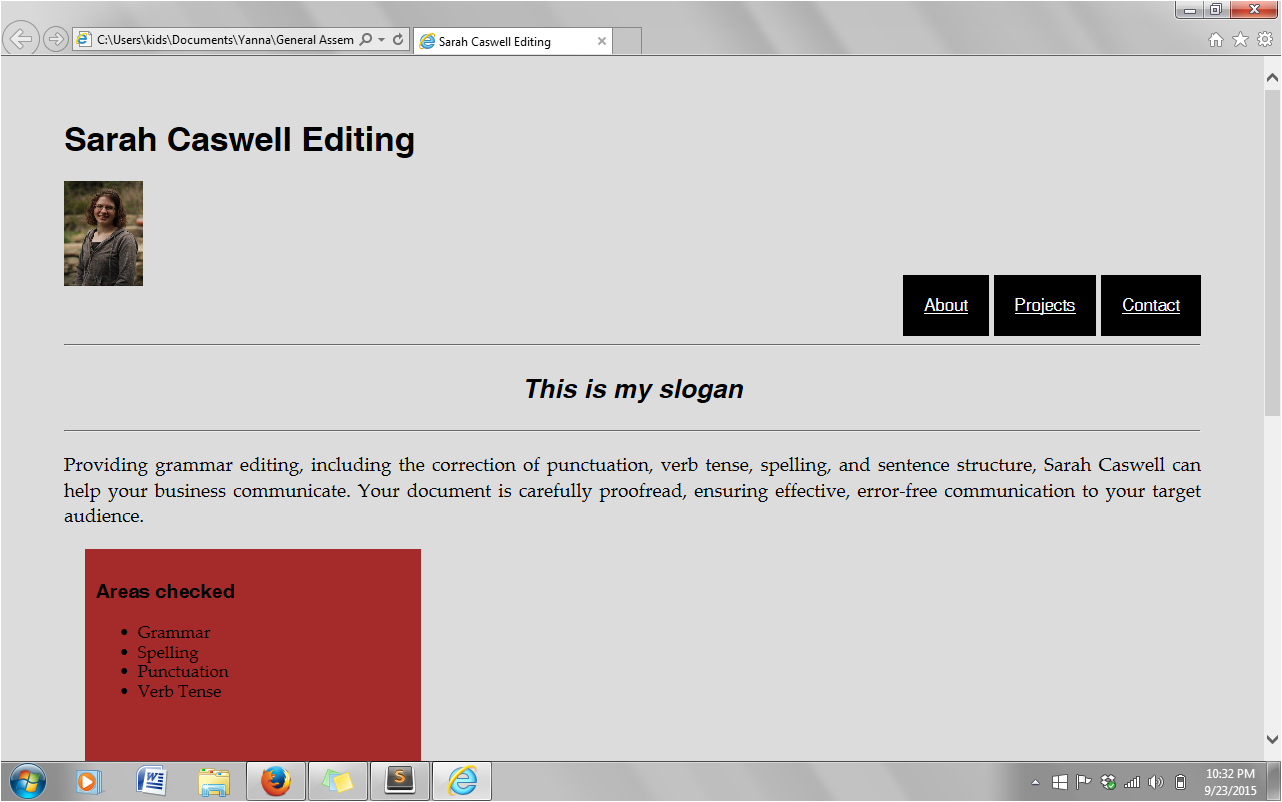 C:\Users\kids\Documents\Yanna\General Assem
Sarah Caswell Editing
Sarah Caswell Editing
About Projects Contact
This is my slogan
Providing grammar editing, including the correction of punctuation, verb tense, spelling, and sentence structure, Sarah Caswell can
help your business communicate. Your document is carefully proofread, ensuring effective, error-free communication to your target
audience.
Areas checked
• Grammar
• Spelling
• Punctuation
• Verb Tense
W
S
10:32 PM
9/23/2015